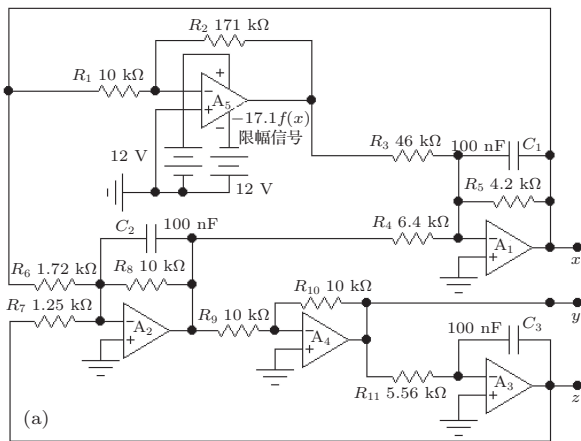 R2 171 kΩ
R1 10 kΩ
−
+
A5
+
−
−17.1f(x)
限幅信号
12 V
12 V
R3 46 kΩ
100 nF
C1
R5 4.2 kΩ
R4 6.4 kΩ
−
+
A1
x
C2
100 nF
R6 1.72 kΩ
R8 10 kΩ
R7 1.25 kΩ
−
+
A2
R9
10 kΩ
R10 10 kΩ
−
+
A4
y
100 nF
C3
R11 5.56 kΩ
−
+
A3
z
(a)